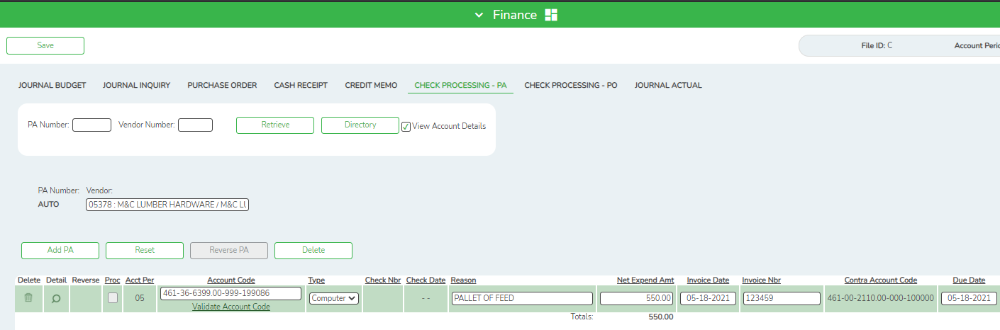 Finance
Save
File ID: C Account Peri
JOURNAL BUDGET JOURNAL INQUIRY PURCHASE ORDER CASH RECEIPT CREDIT MEMO CHECK PROCESSING - PA CHECK PROCESSING - PO JOURNAL ACTUAL
PA Number: Vendor Number: Retrieve Directory View Account Details
PA Number: Vendor:
AUTO 05378 : M&C LUMBER HARDWARE / M&C LU
Add PA Reset Reverse PA Delete
Delete Detail Reverse Proc Acct Per Account Code Type Check Nbr Check Date Reason Net Expend Amt Invoice Date Invoice Nbr Contra Account Code Due Date
05 461-36-6399.00-999-199086 Computer - - PALLET OF FEED 550.00 05-18-2021 123459 461-00-2110.00-000-100000 05-18-2021
Validate Account Code
Totals: 550.00